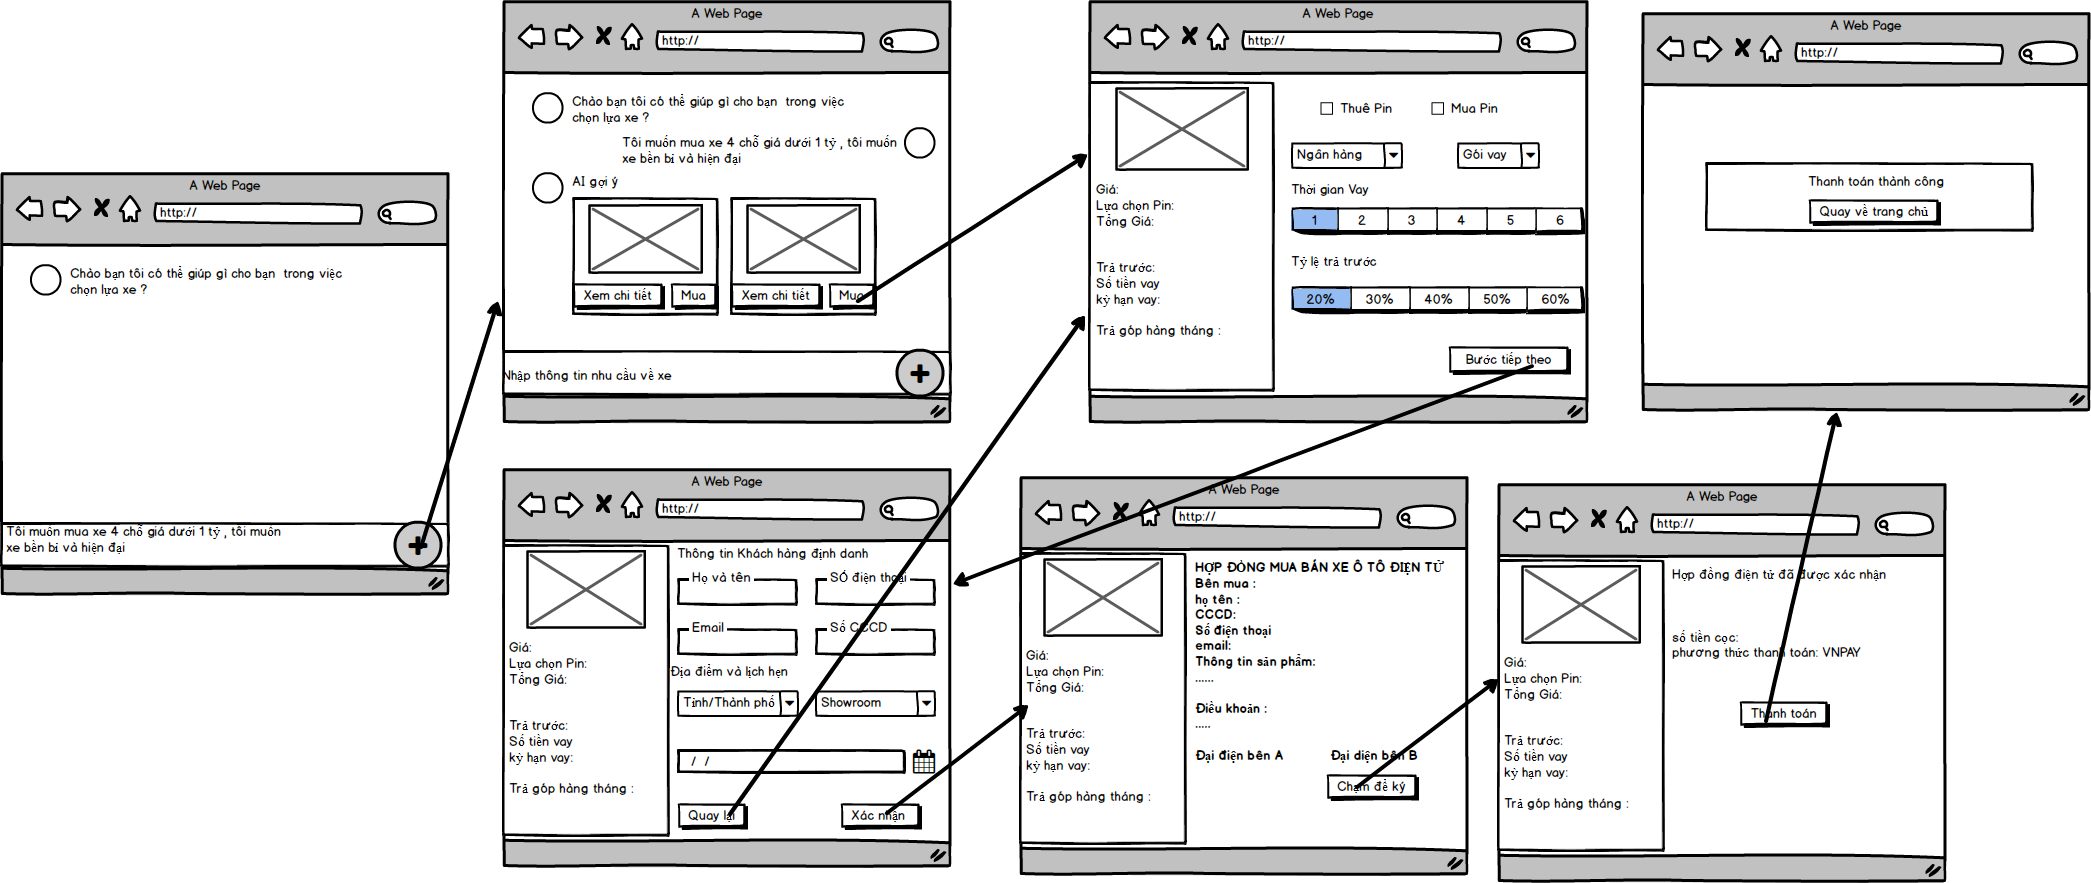 A Web Page
http://
Chào bạn tôi có thể giúp gì cho bạn  trong việc
chọn lựa xe ?
Tôi muốn mua xe 4 chỗ giá dưới 1 tỷ , tôi muốn
xe bền bỉ và hiện đại
A Web Page
http://
Chào bạn tôi có thể giúp gì cho bạn  trong việc
chọn lựa xe ?
Tôi muốn mua xe 4 chỗ giá dưới 1 tỷ , tôi muốn
xe bền bỉ và hiện đại
AI gợi ý
Xem chi tiết
Mua
Xem chi tiết
Mua
Nhập thông tin nhu cầu về xe
A Web Page
http://
Giá:
Lựa chọn Pin:
Tổng Giá:
Trả trước:
Số tiền vay
kỳ hạn vay:
Trả góp hàng tháng :
Thuê Pin
Mua Pin
Ngân hàng
Gói vay
Thời gian Vay
1 2 3 4 5 6
Tỷ lệ trả trước
20% 30% 40% 50% 60%
Bước tiếp theo
A Web Page
http://
Thanh toán thành công
Quay về trang chủ
A Web Page
http://
Giá:
Lựa chọn Pin:
Tổng Giá:
Trả trước:
Số tiền vay
kỳ hạn vay:
Trả góp hàng tháng :
Thông tin Khách hàng định danh
Họ và tên
SỐ điện thoại
Email
Số CCCD
Địa điểm và lịch hẹn
Tỉnh/Thành phố
Showroom
/ /
Quay lại
Xác nhận
A Web Page
http://
Giá:
Lựa chọn Pin:
Tổng Giá:
Trả trước:
Số tiền vay
kỳ hạn vay:
Trả góp hàng tháng :
HỢP ĐỒNG MUA BÁN XE Ô TÔ ĐIỆN TỬ
Bên mua :
họ tên :
CCCD:
Số điện thoại
email:
Thông tin sản phẩm:
......
Điều khoản :
.....
Đại điện bên A
Đại diện bên B
Chạm để ký
A Web Page
http://
Giá:
Lựa chọn Pin:
Tổng Giá:
Trả trước:
Số tiền vay
kỳ hạn vay:
Trả góp hàng tháng :
Hợp đồng điện tử đã được xác nhận
số tiền cọc:
phương thức thanh toán: VNPAY
Thanh toán